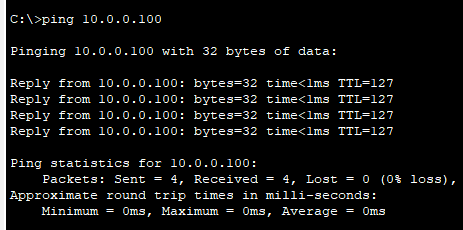 C:\>ping 10.0.0.100
Pinging 10.0.0.100 with 32 bytes of data:
Reply from 10.0.0.100: bytes=32 time<1ms TTL=127
Reply from 10.0.0.100: bytes=32 time<1ms TTL=127
Reply from 10.0.0.100: bytes=32 time<1ms TTL=127
Reply from 10.0.0.100: bytes=32 time<1ms TTL=127
Ping statistics for 10.0.0.100:
Packets: Sent = 4, Received = 4, Lost = 0 (0% loss),
Approximate round trip times in milli-seconds:
Minimum = 0ms, Maximum = 0ms, Average = 0ms